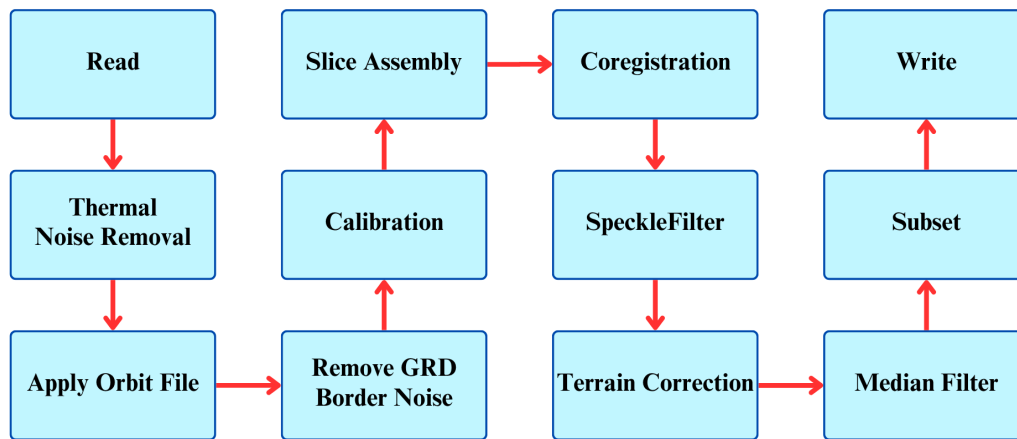 Read
Thermal
Noise Removal
Apply Orbit File
Remove GRD
Border Noise
Calibration
Slice Assembly
Coregistration
SpeckleFilter
Terrain Correction
Median Filter
Subset
Write